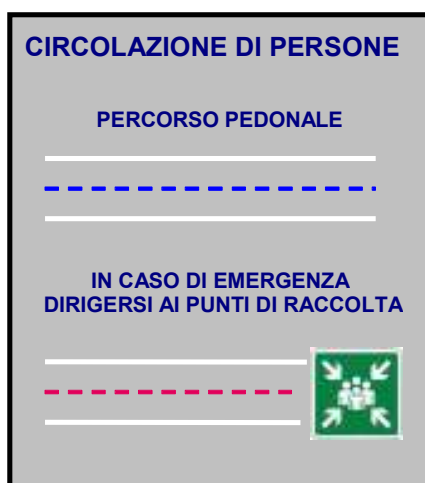 CIRCOLAZIONE DI PERSONE
PERCORSO PEDONALE
IN CASO DI EMERGENZA
DIRIGERSI AI PUNTI DI RACCOLTA